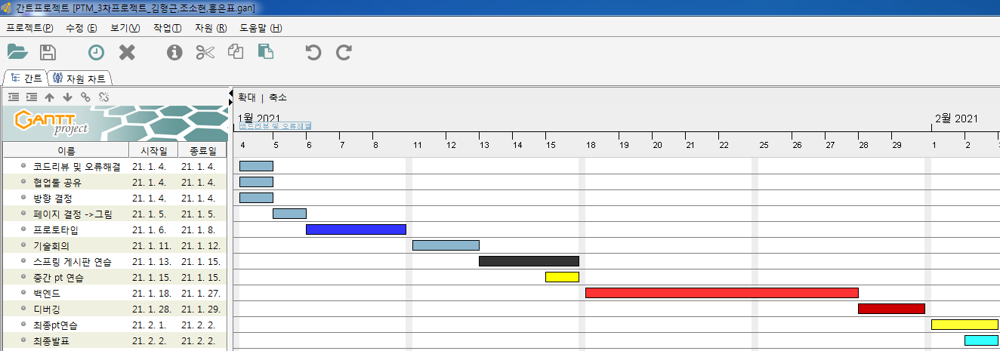 간트프로젝트 [PTM_3차프로젝트_김형근,조소현,홍은표.gan]
프로젝트(P) 수정 (E) 보기(V) 작업(T) 자원 (R) 도움말 (H)
간트 자원 차트
확대 | 축소
GANTT project
1월 2021 2월 2021
코드리뷰 및 오류해결
4 5 6 7 8 11 12 13 14 15 18 19 20 21 22 25 26 27 28 29 1 2
이름 시작일 종료일
코드리뷰 및 오류해결 21. 1. 4. 21. 1. 4.
협업툴 공유 21. 1. 4. 21. 1. 4.
방향 결정 21. 1. 4. 21. 1. 4.
페이지 결정 ->그림 21. 1. 5. 21. 1. 5.
프로토타입 21. 1. 6. 21. 1. 8.
기술회의 21. 1. 11. 21. 1. 12.
스프링 게시판 연습 21. 1. 13. 21. 1. 15.
중간 pt 연습 21. 1. 15. 21. 1. 15.
백엔드 21. 1. 18. 21. 1. 27.
디버깅 21. 1. 28. 21. 1. 29.
최종pt연습 21. 2. 1. 21. 2. 2.
최종발표 21. 2. 2. 21. 2. 2.